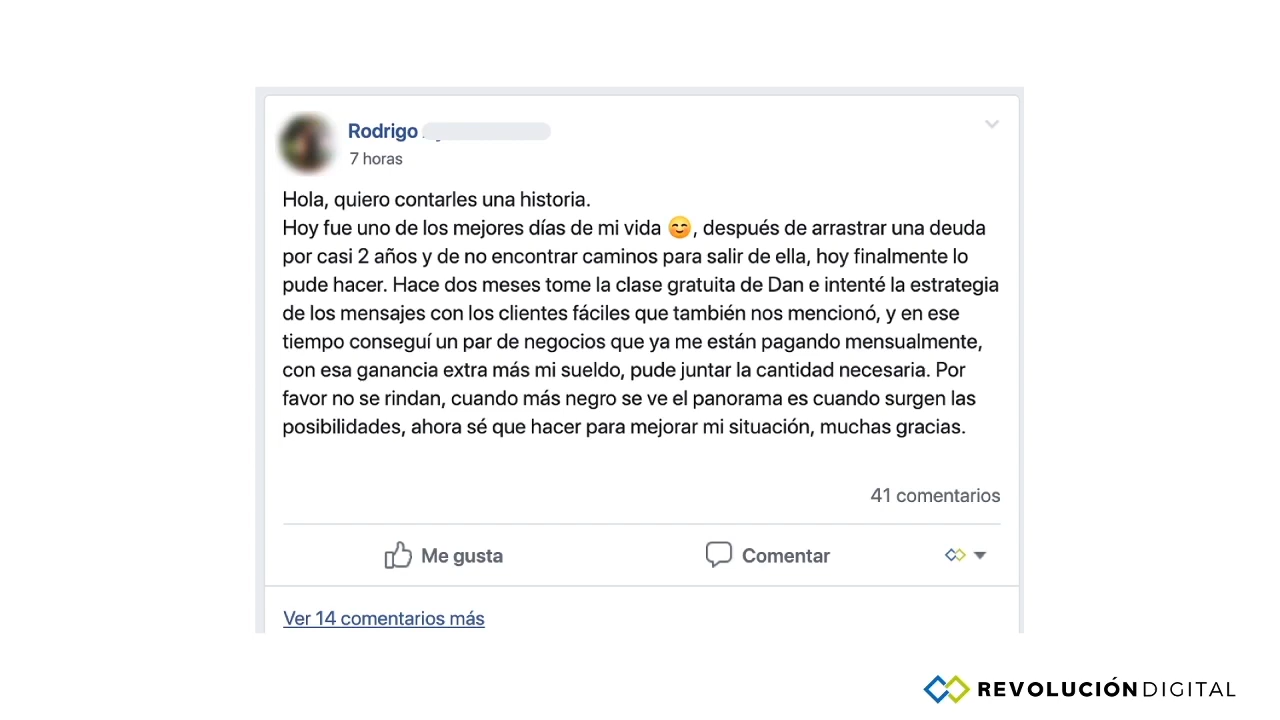 Rodrigo
7 horas
Hola, quiero contarles una historia.
Hoy fue uno de los mejores días de mi vida 😊, después de arrastrar una deuda
por casi 2 años y de no encontrar caminos para salir de ella, hoy finalmente lo
pude hacer. Hace dos meses tome la clase gratuita de Dan e intenté la estrategia
de los mensajes con los clientes fáciles que también nos mencionó, y en ese
tiempo conseguí un par de negocios que ya me están pagando mensualmente,
con esa ganancia extra más mi sueldo, pude juntar la cantidad necesaria. Por
favor no se rindan, cuando más negro se ve el panorama es cuando surgen las
posibilidades, ahora sé que hacer para mejorar mi situación, muchas gracias.
41 comentarios
Me gusta
Comentar
Ver 14 comentarios más
REVOLUCIÓN DIGITAL